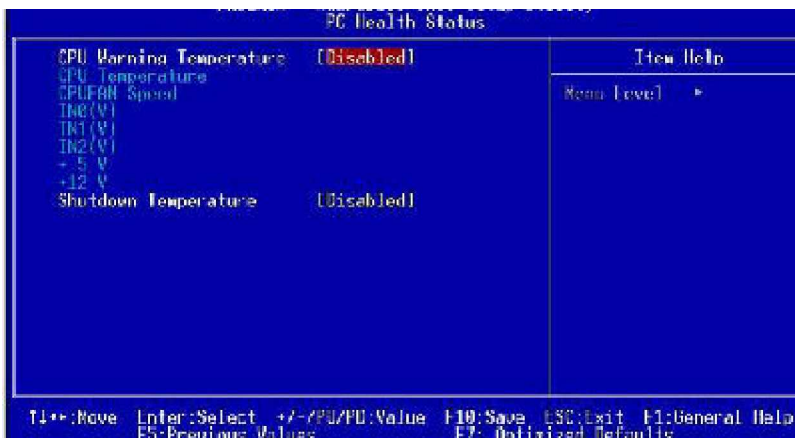 PC Health Status
CPU Warning Temperature [Disabled]
CPU Temperature
CPUFAN Speed
IN0(V)
IN1(V)
IN2(V)
+ 5 V
+12 V
Shutdown Temperature [Disabled]
Item Help
Menu Level ►
↑↓→←:Move Enter:Select +/-/PU/PD:Value F10:Save ESC:Exit F1:General Help
F5:Previous Values F7: Optimized Defaults